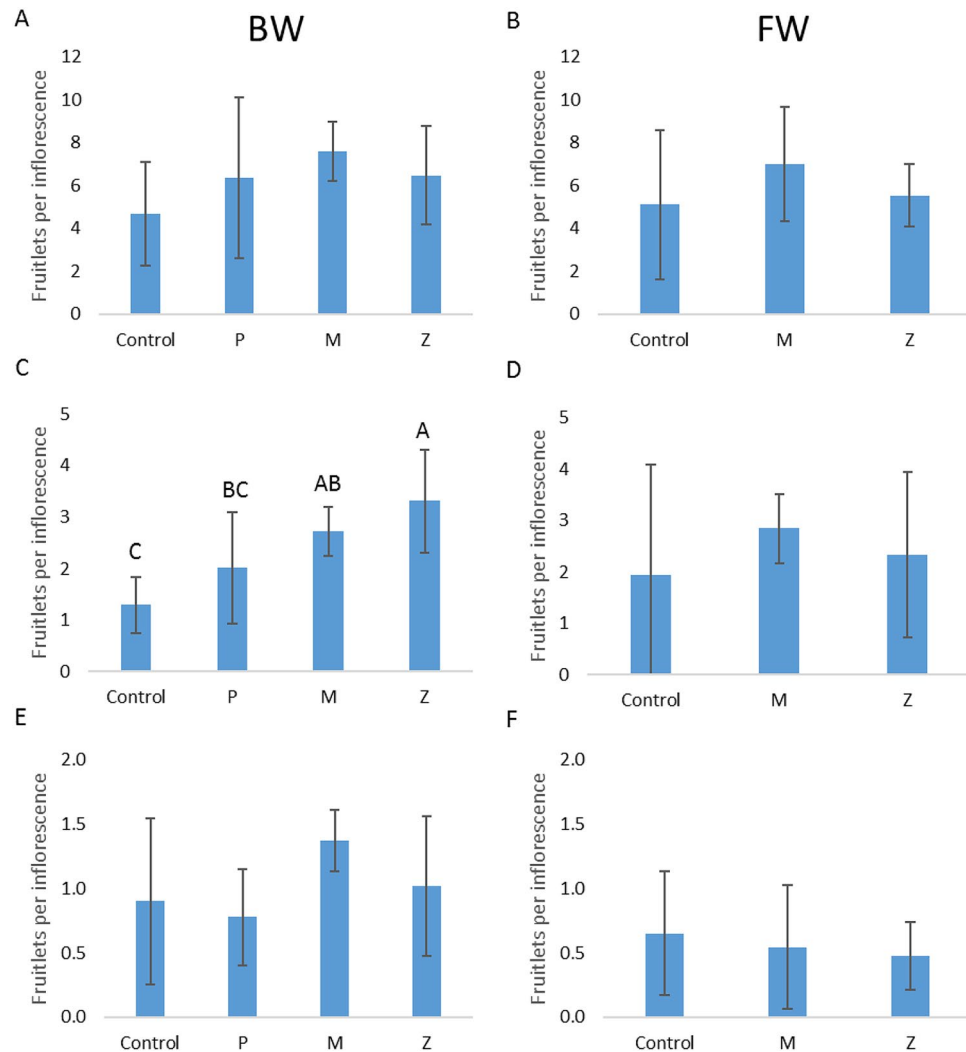 A
BW
Fruitlets per inflorescence
12
10
8
6
4
2
0
Control P M Z
B
FW
Fruitlets per inflorescence
12
10
8
6
4
2
0
Control M Z
C
Fruitlets per inflorescence
5
4
3
2
1
0
C BC AB A
Control P M Z
D
Fruitlets per inflorescence
5
4
3
2
1
0
Control M Z
E
Fruitlets per inflorescence
2.0
1.5
1.0
0.5
0.0
Control P M Z
F
Fruitlets per inflorescence
2.0
1.5
1.0
0.5
0.0
Control M Z